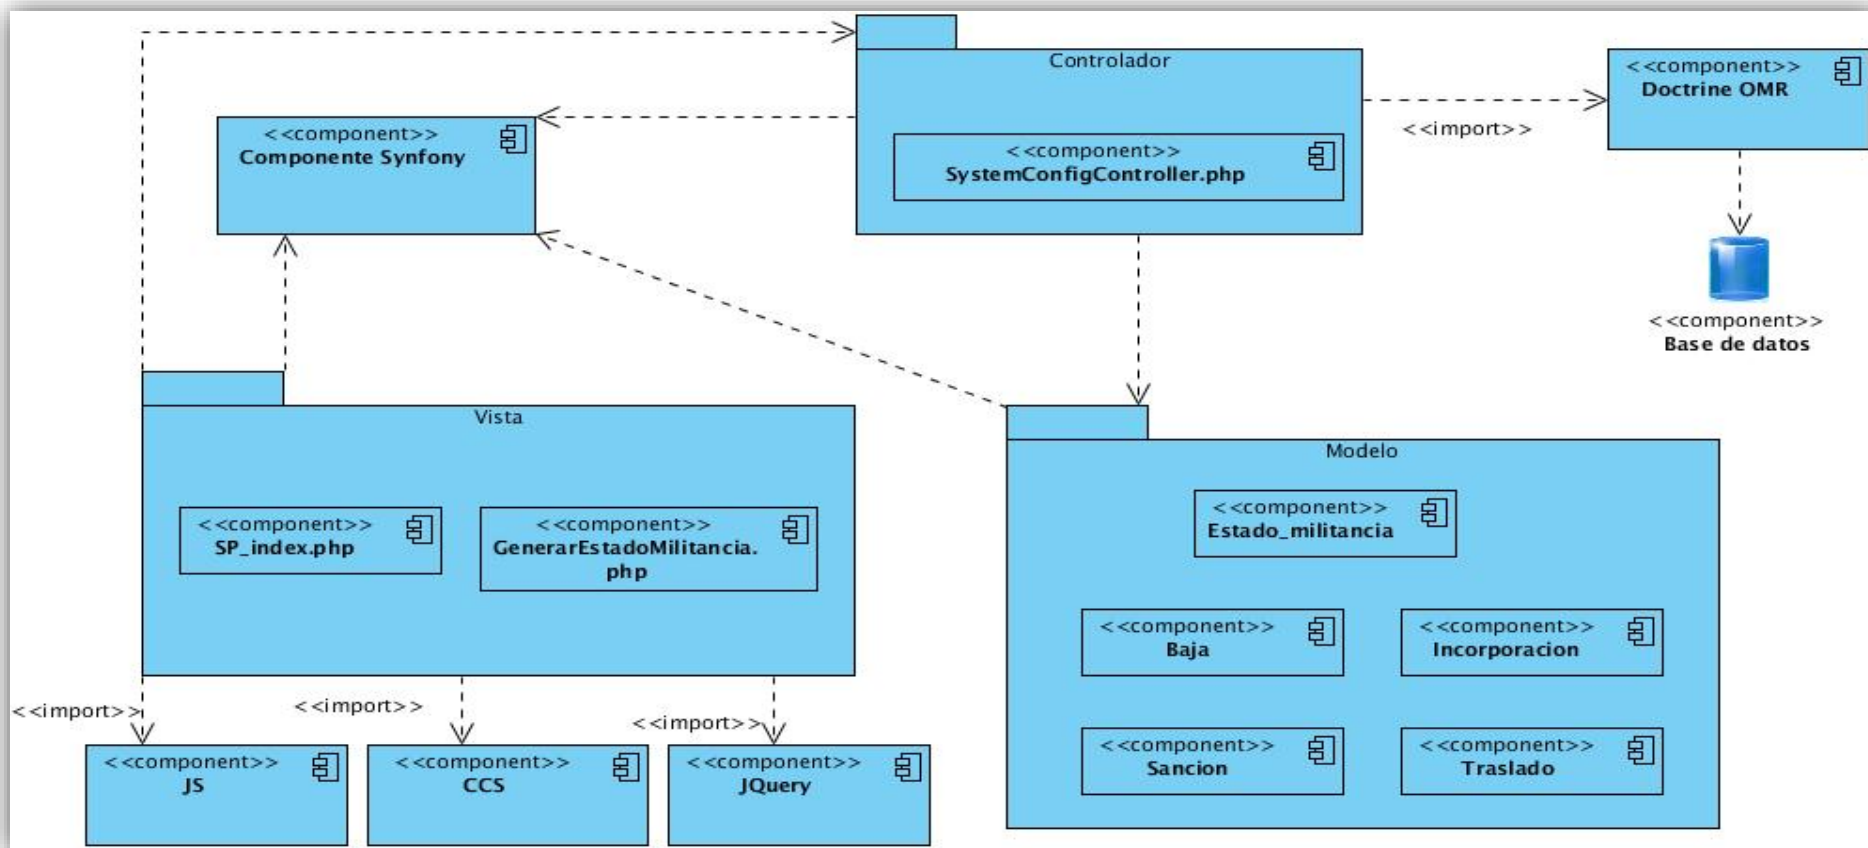 Controlador
<<component>>
SystemConfigController.php
<<component>>
Doctrine OMR
<<import>>
<<component>>
Componente Synfony
<<component>>
Base de datos
Vista
<<component>>
SP_index.php
<<component>>
GenerarEstadoMilitancia.
php
Modelo
<<component>>
Estado_militancia
<<component>>
Baja
<<component>>
Incorporacion
<<component>>
Sancion
<<component>>
Traslado
<<import>>
<<import>>
<<import>>
<<component>>
JS
<<component>>
CCS
<<component>>
JQuery